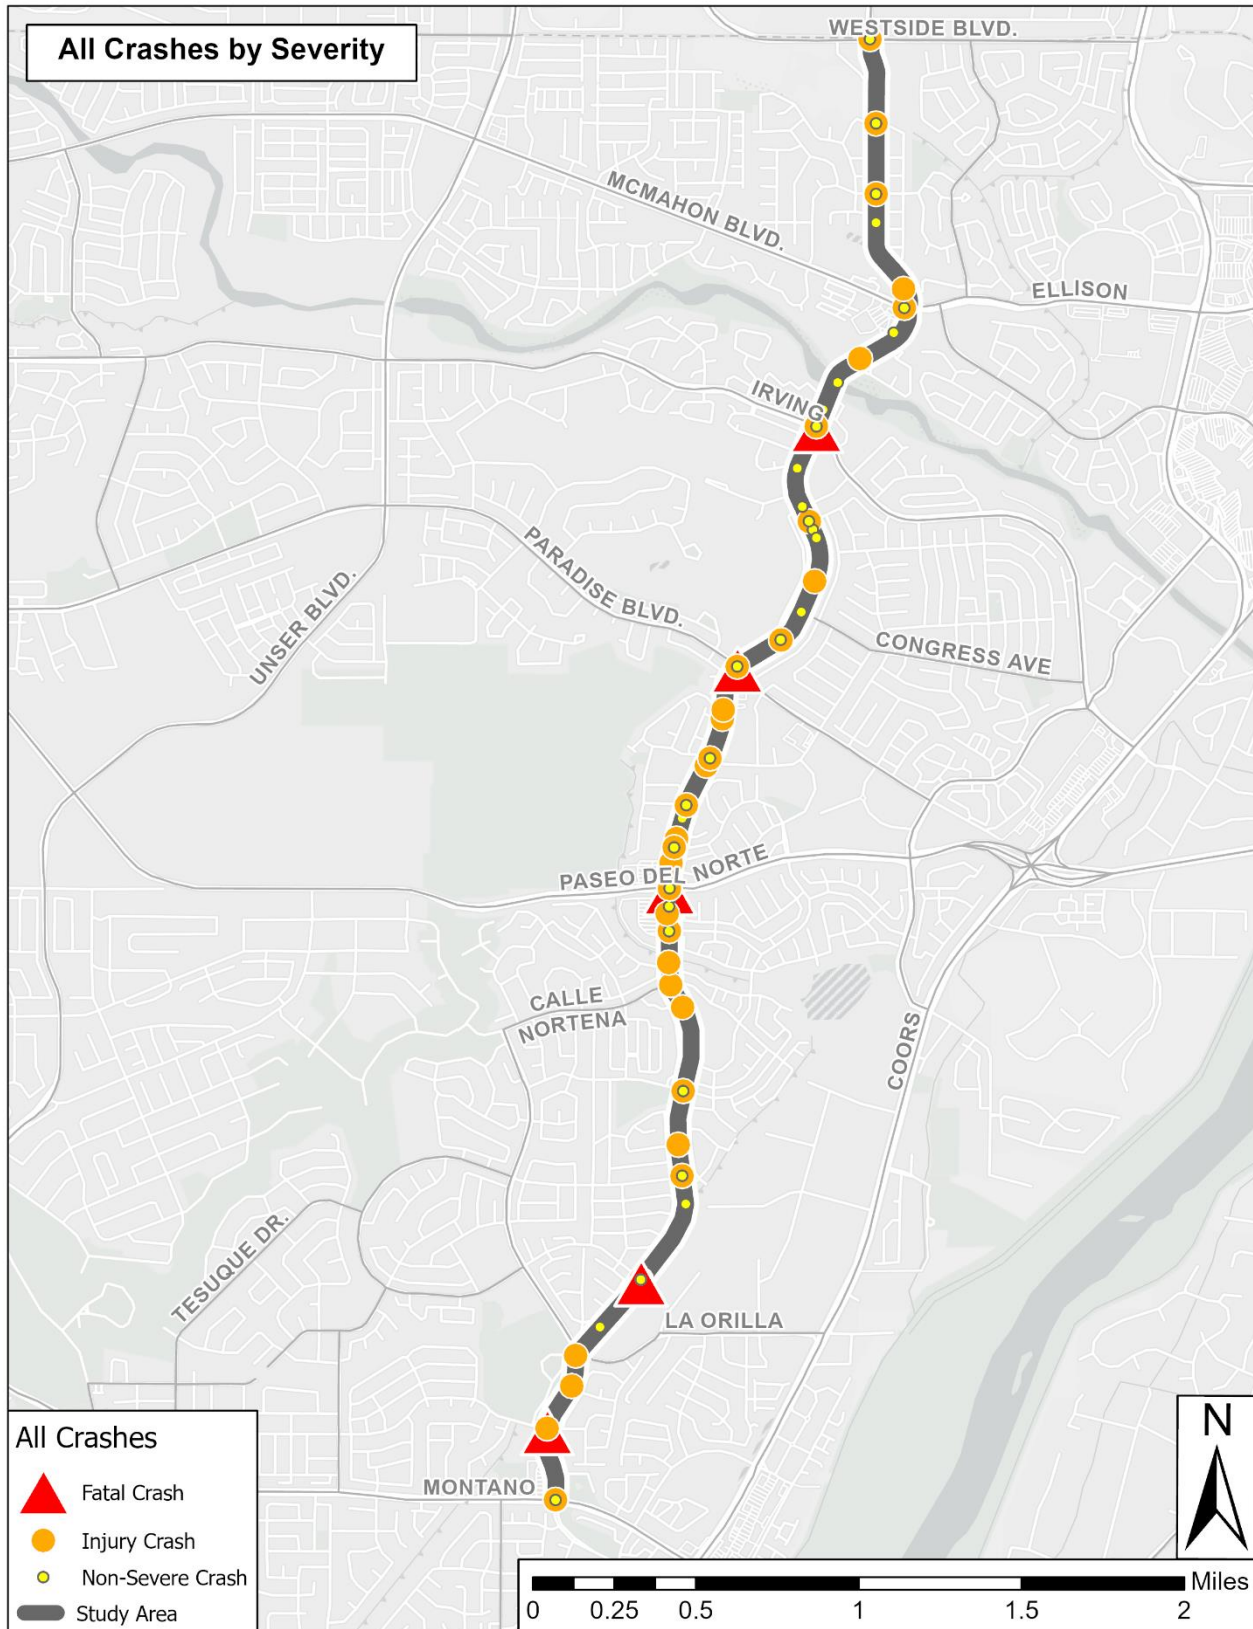 All Crashes by Severity
WESTSIDE BLVD.
MCMAHON BLVD.
ELLISON
IRVING
PARADISE BLVD.
UNSER BLVD.
CONGRESS AVE
PASEO DEL NORTE
CALLE
NORTENA
COORS
TESUQUE DR.
LA ORILLA
MONTANO
All Crashes
Fatal Crash
Injury Crash
Non-Severe Crash
Study Area
N
Miles
0 0.25 0.5 1 1.5 2